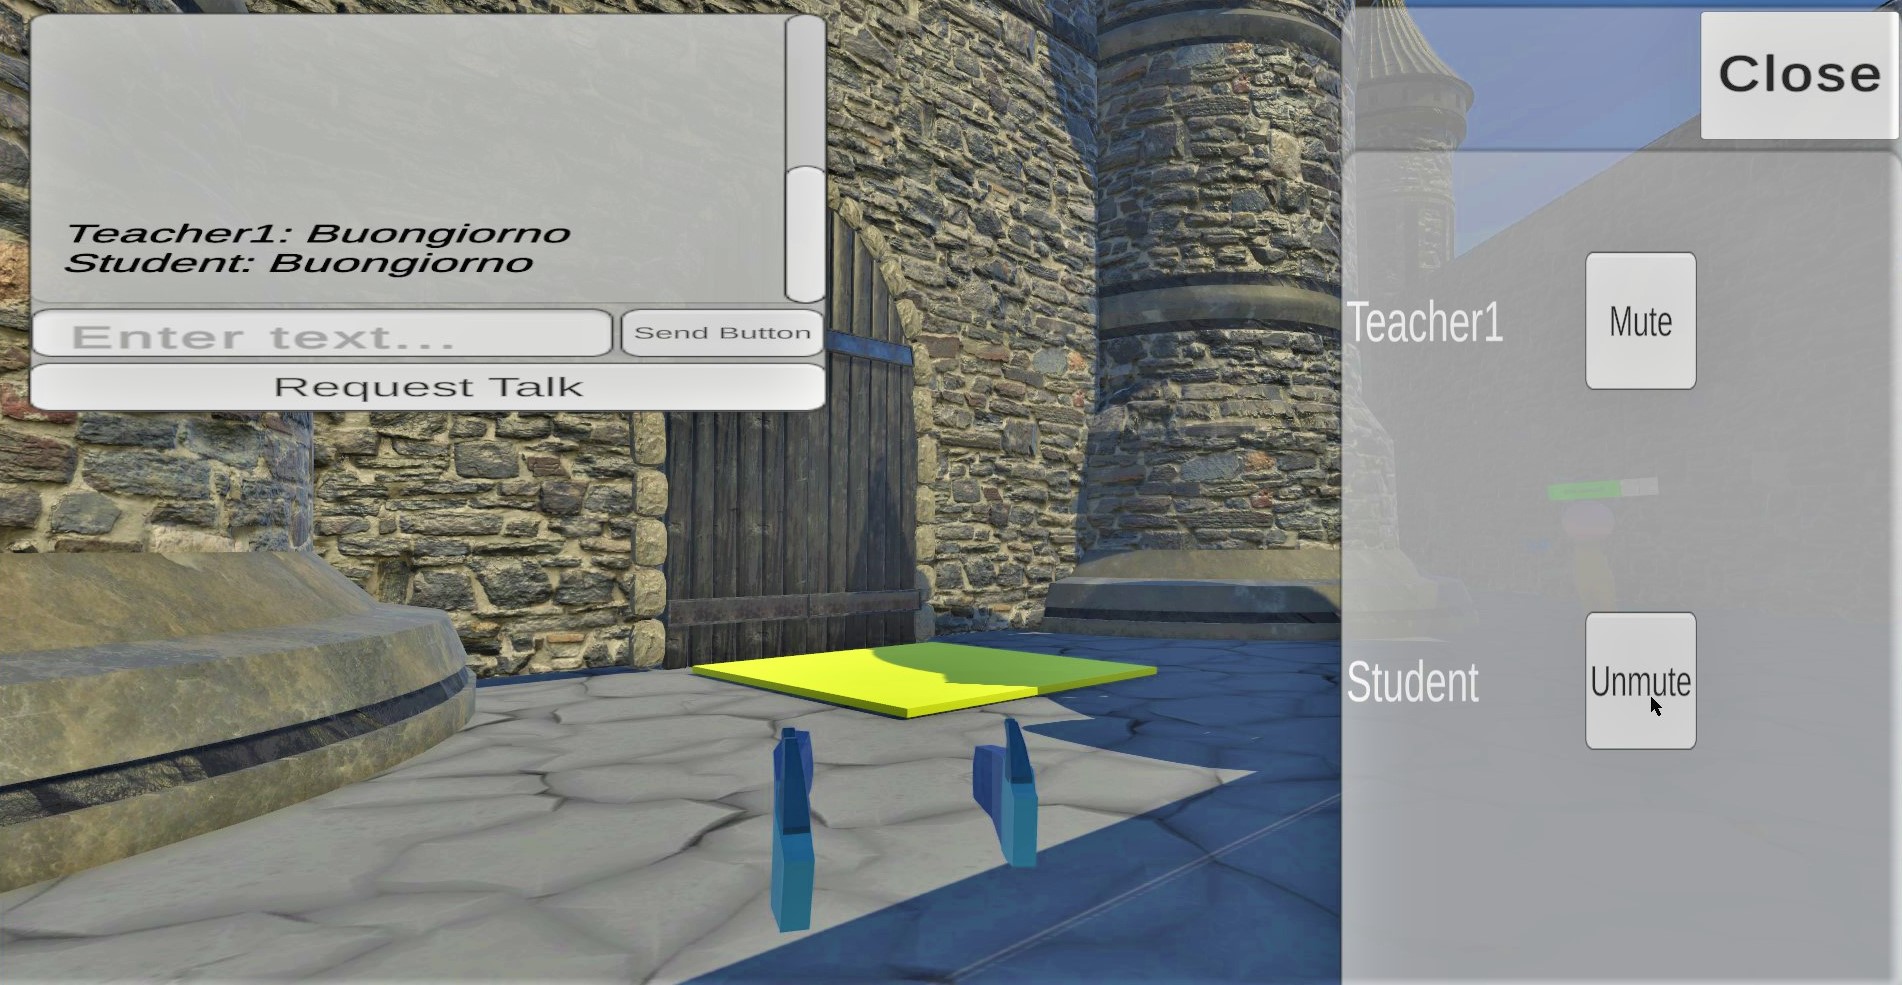 Close
Teacher1: Buongiorno
Student: Buongiorno
Enter text...
Send Button
Request Talk
Teacher1
Mute
Student
Unmute